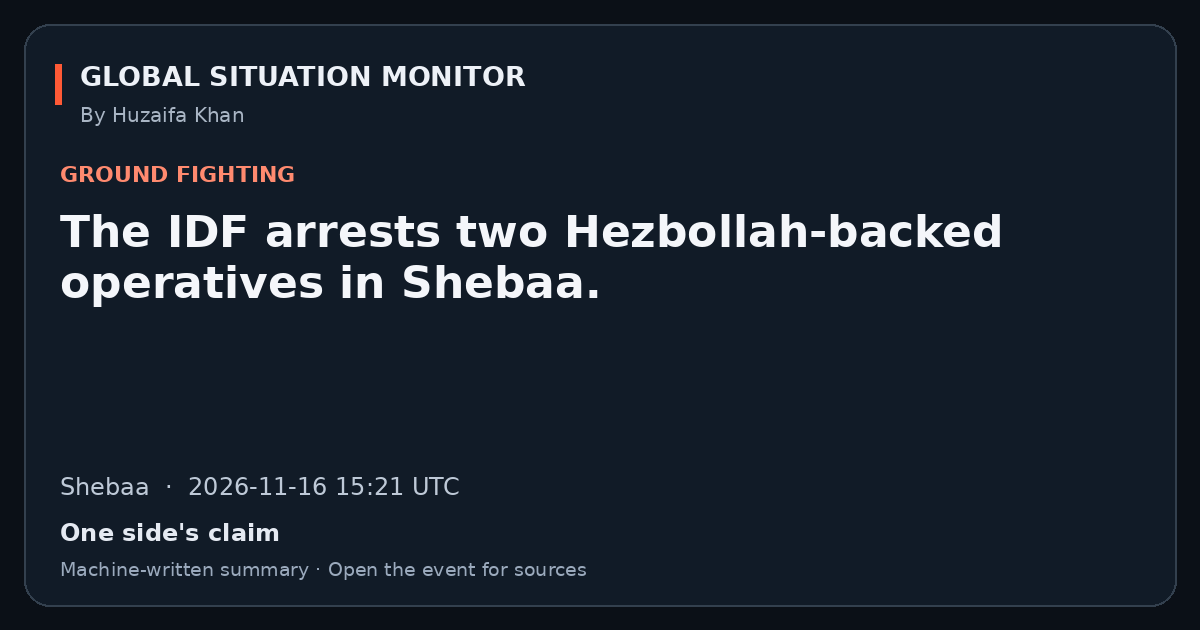 GLOBAL SITUATION MONITOR
By Huzaifa Khan
GROUND FIGHTING
The IDF arrests two Hezbollah-backed
operatives in Shebaa.
Shebaa · 2026-11-16 15:21 UTC
One side's claim
Machine-written summary · Open the event for sources